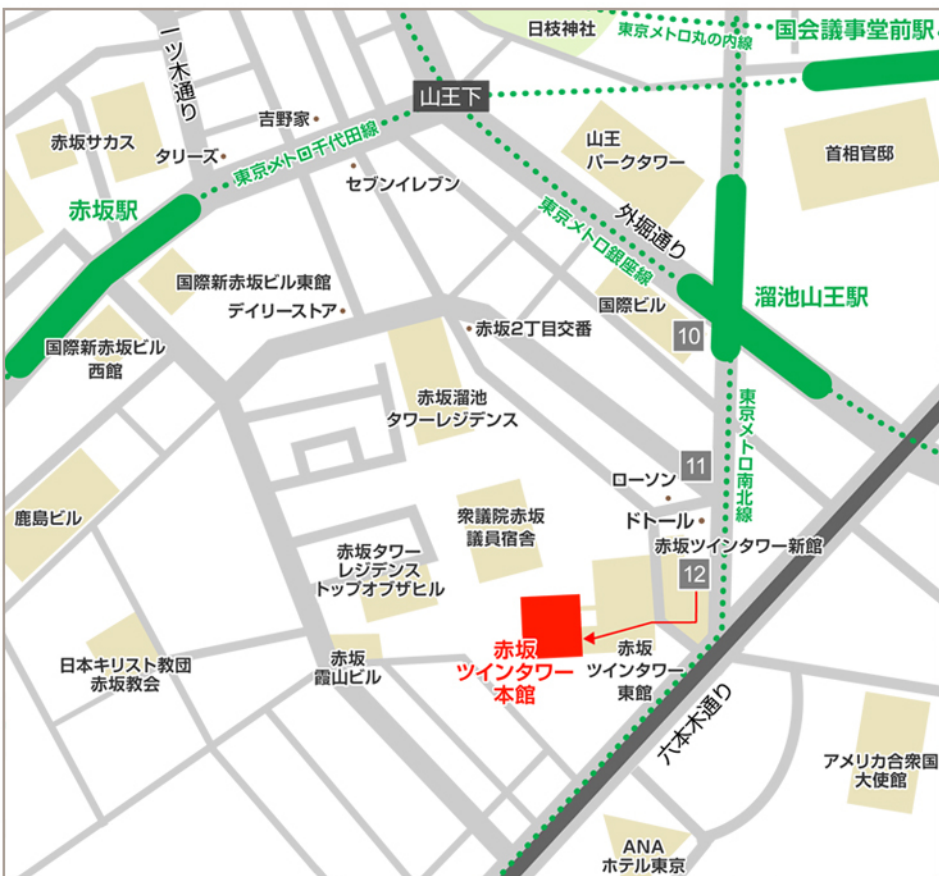 日枝神社
東京メトロ丸の内線
国会議事堂前駅
一ツ木通り
山王下
吉野家
赤坂サカス
タリーズ
東京メトロ千代田線
セブンイレブン
山王
パークタワー
首相官邸
赤坂駅
外堀通り
東京メトロ銀座線
国際新赤坂ビル東館
デイリーストア
国際ビル
溜池山王駅
10
赤坂2丁目交番
国際新赤坂ビル
西館
赤坂溜池
タワーレジデンス
東京メトロ南北線
11
ローソン
ドトール
鹿島ビル
衆議院赤坂
議員宿舎
赤坂ツインタワー新館
12
赤坂タワー
レジデンス
トップオブザヒル
赤坂
ツインタワー
本館
赤坂
ツインタワー
東館
赤坂
霞山ビル
日本キリスト教団
赤坂教会
六本木通り
アメリカ合衆国
大使館
ANA
ホテル東京